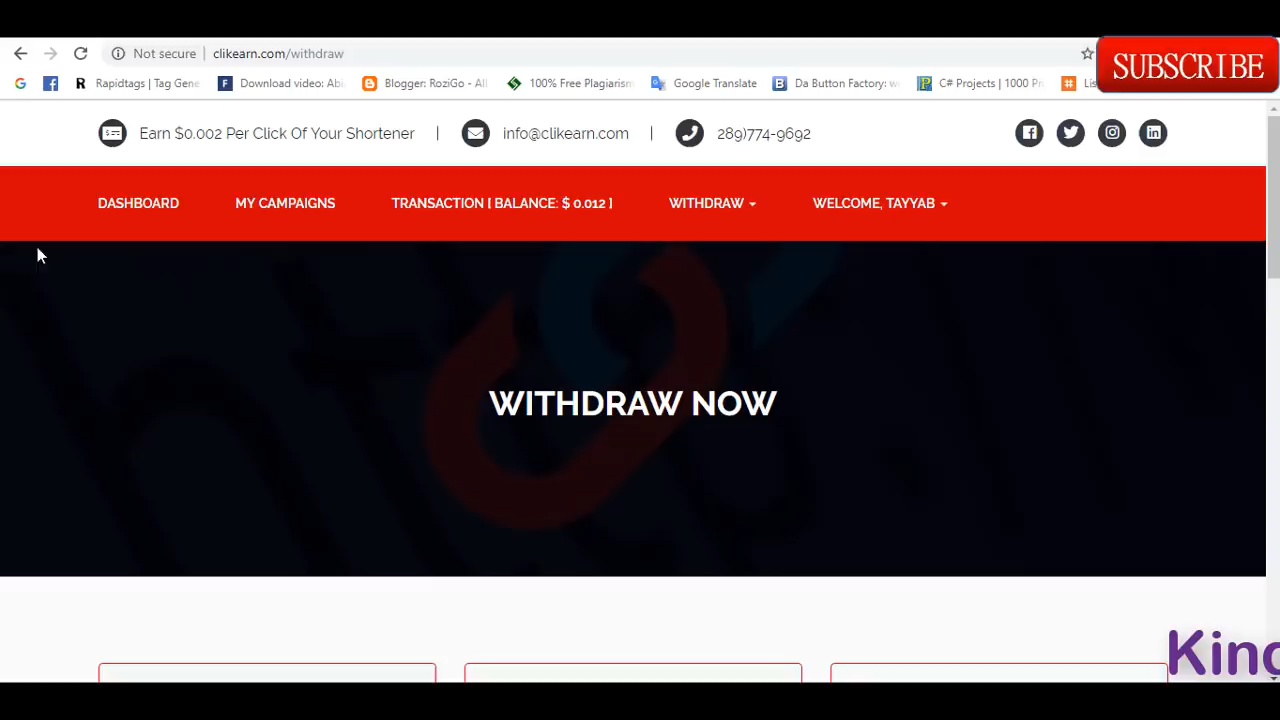 Not secure | clikearn.com/withdraw
SUBSCRIBE
Rapidtags | Tag Gene
Download video: Abi
Blogger: RoziGo - All
100% Free Plagiarism
Google Translate
Da Button Factory: w
C# Projects | 1000 Pr
Lis
Earn $0.002 Per Click Of Your Shortener | info@clikearn.com | 289)774-9692
DASHBOARD
MY CAMPAIGNS
TRANSACTION [ BALANCE: $ 0.012 ]
WITHDRAW
WELCOME, TAYYAB
WITHDRAW NOW